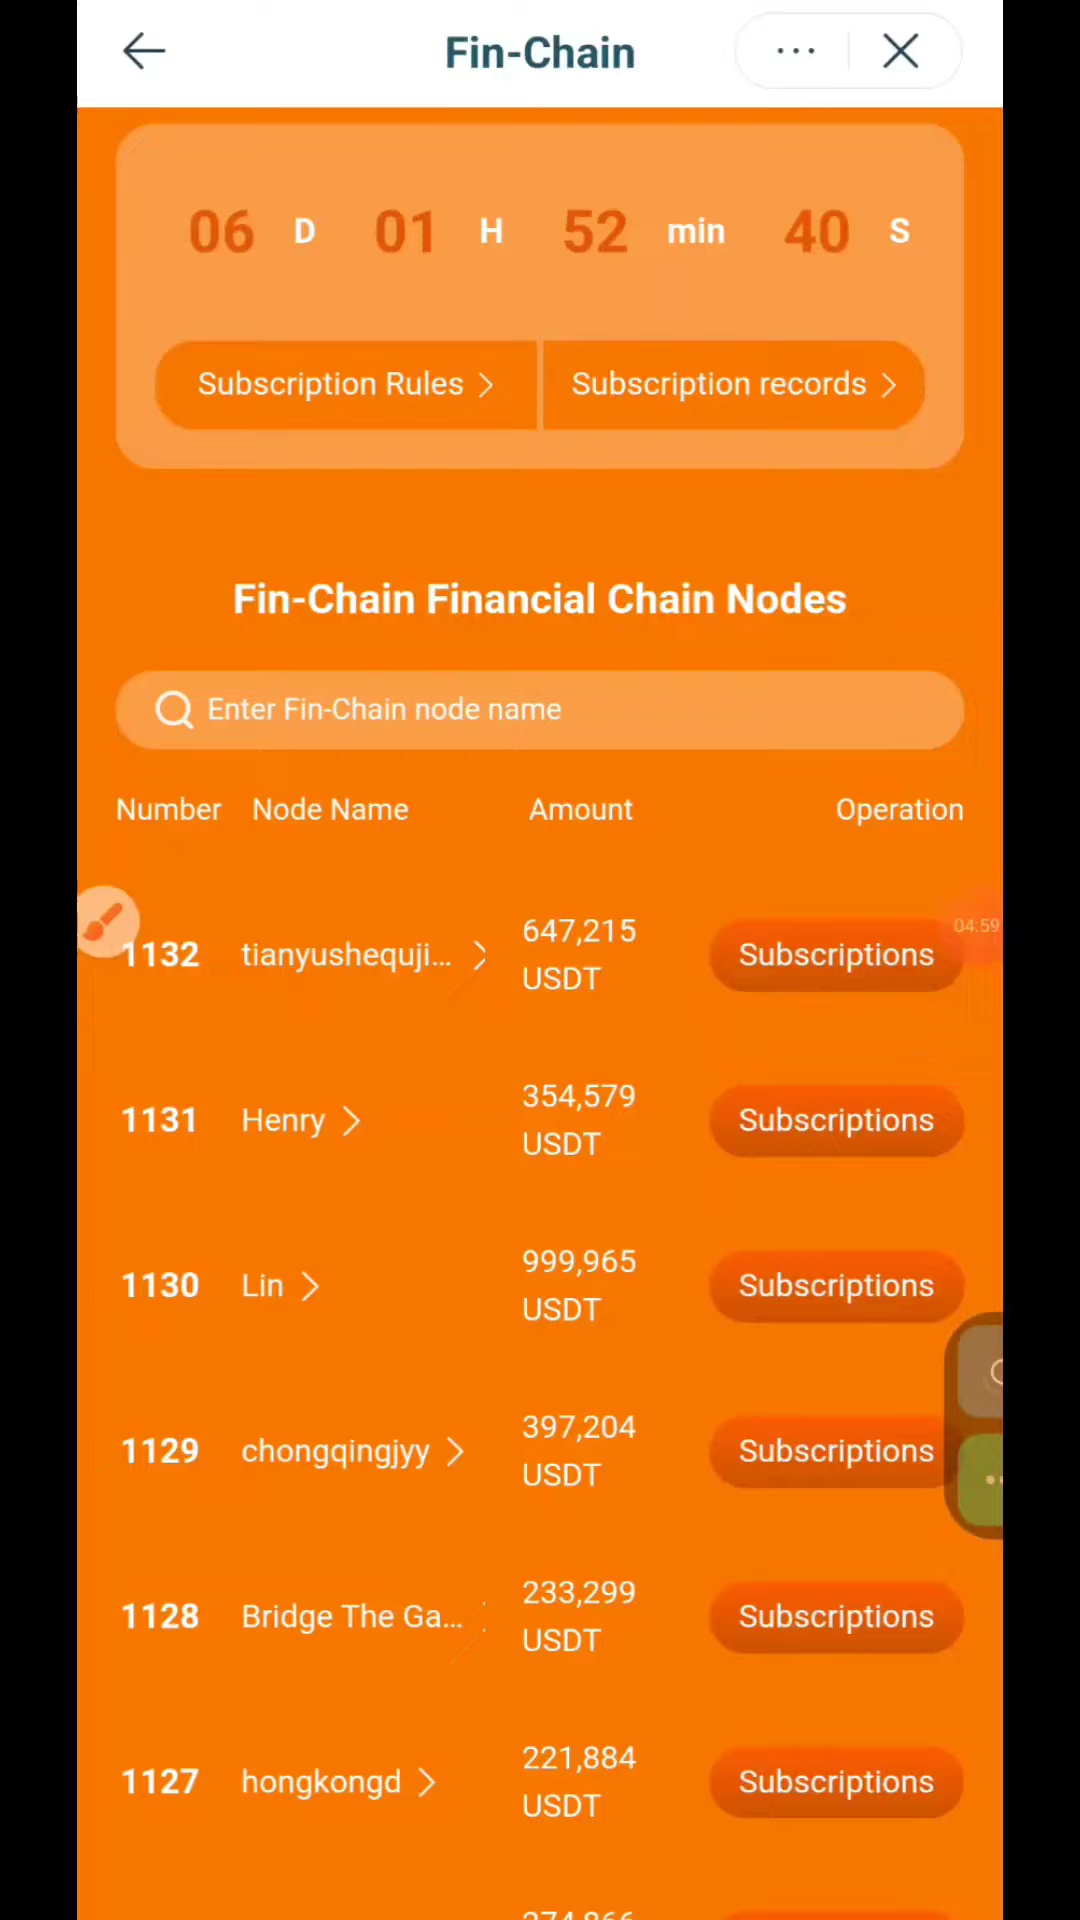 Fin-Chain
06 D 01 H 52 min 40 S
Subscription Rules Subscription records
Fin-Chain Financial Chain Nodes
Enter Fin-Chain node name
Number Node Name Amount Operation
1132 tianyushequji... 647,215 USDT Subscriptions
04:59
1131 Henry 354,579 USDT Subscriptions
1130 Lin 999,965 USDT Subscriptions
1129 chongqingjyy 397,204 USDT Subscriptions
1128 Bridge The Ga... 233,299 USDT Subscriptions
1127 hongkongd 221,884 USDT Subscriptions